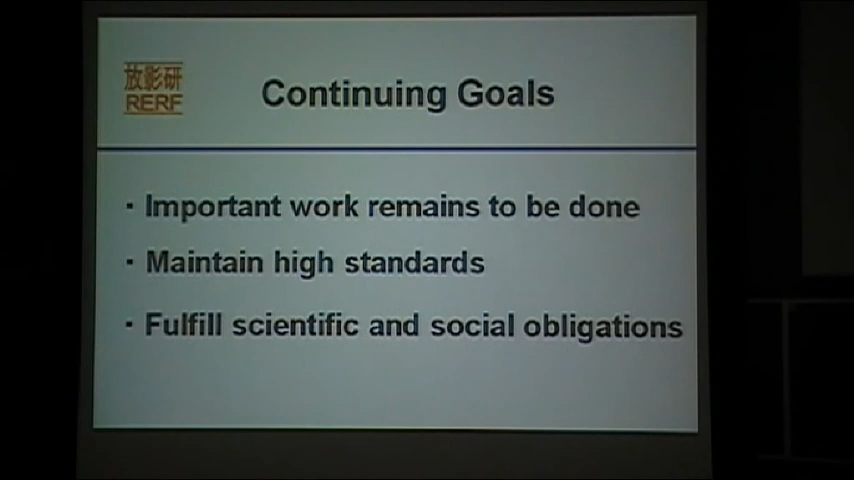 放影研
RERF
Continuing Goals
· Important work remains to be done
· Maintain high standards
· Fulfill scientific and social obligations